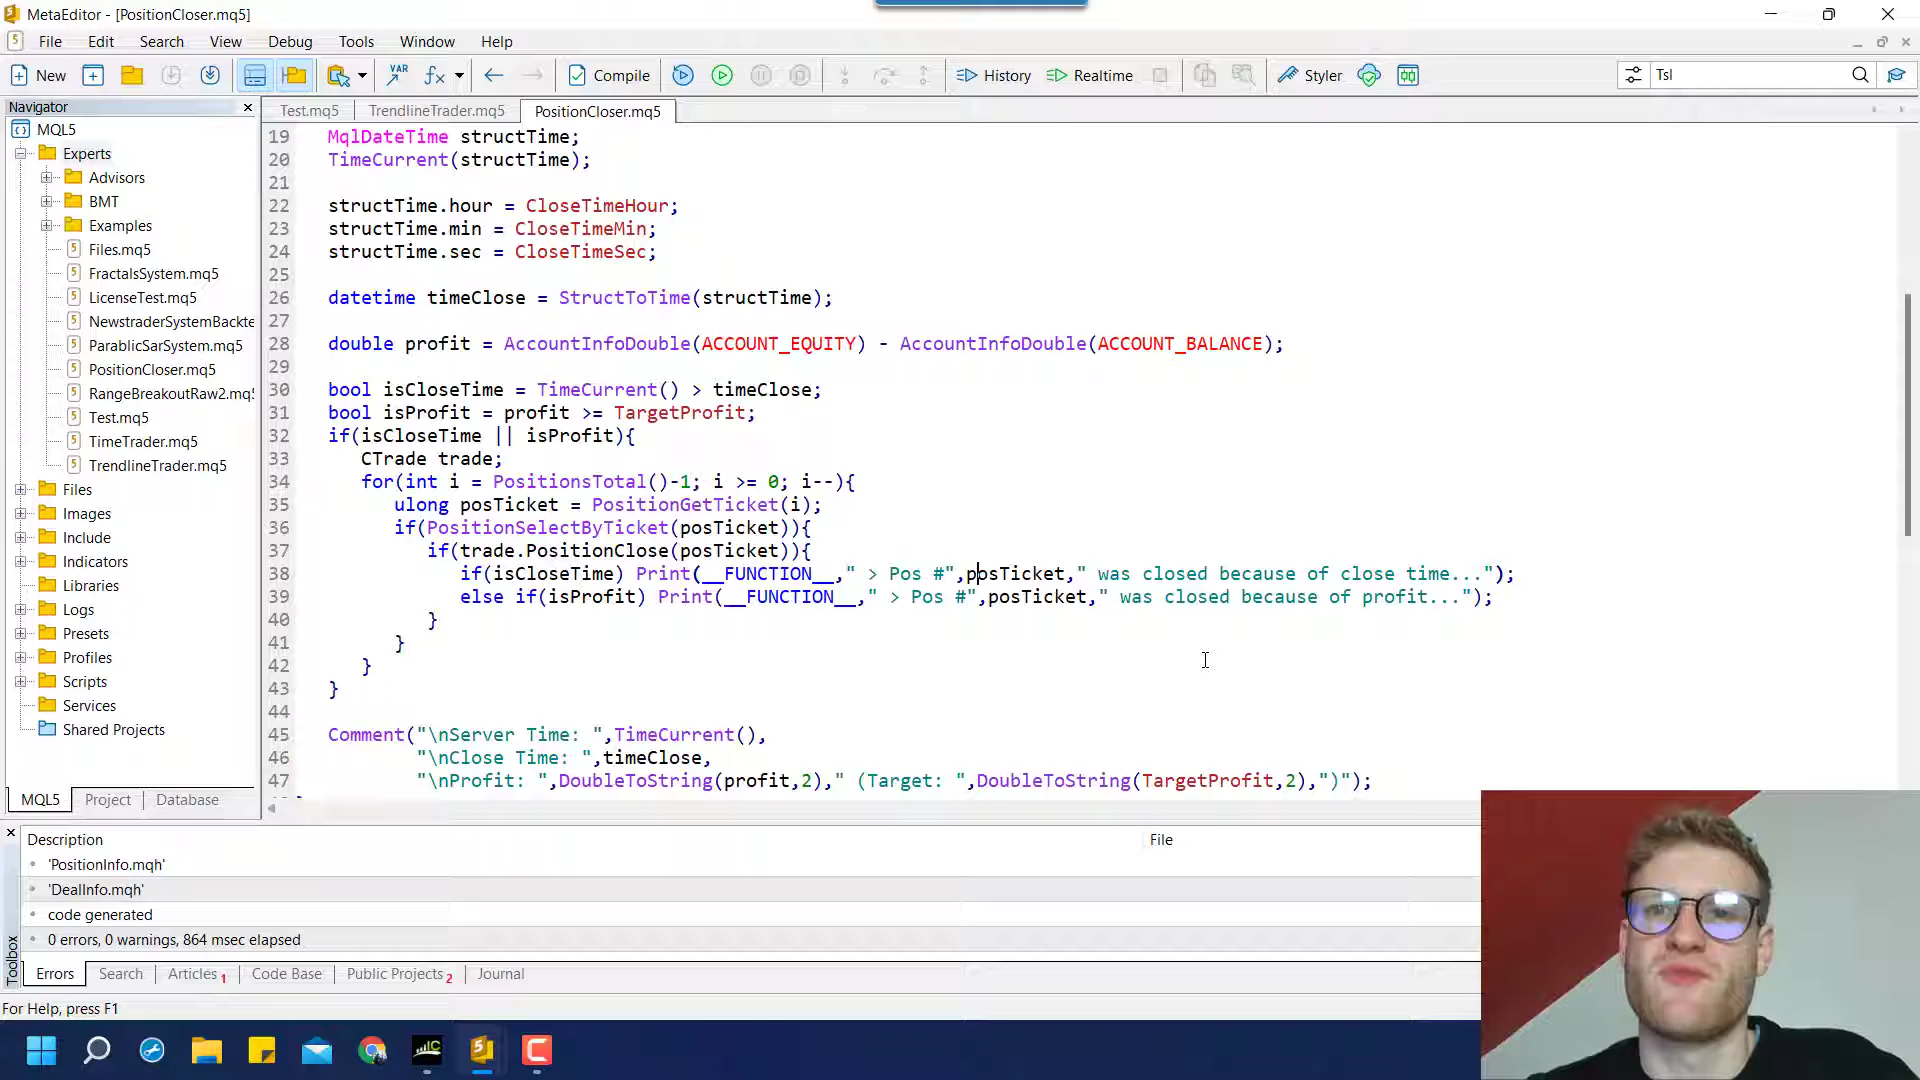 MetaEditor - [PositionCloser.mq5]
File Edit Search View Debug Tools Window Help
New VAR fx Compile History Realtime Styler Tsl
Navigator
Test.mq5 TrendlineTrader.mq5 PositionCloser.mq5
MQL5
Experts
Advisors
BMT
Examples
Files.mq5
FractalsSystem.mq5
LicenseTest.mq5
NewstraderSystemBackte
ParablicSarSystem.mq5
PositionCloser.mq5
RangeBreakoutRaw2.mq5
Test.mq5
TimeTrader.mq5
TrendlineTrader.mq5
Files
Images
Include
Indicators
Libraries
Logs
Presets
Profiles
Scripts
Services
Shared Projects
MQL5 Project Database
19 MqlDateTime structTime;
20 TimeCurrent(structTime);
21
22 structTime.hour = CloseTimeHour;
23 structTime.min = CloseTimeMin;
24 structTime.sec = CloseTimeSec;
25
26 datetime timeClose = StructToTime(structTime);
27
28 double profit = AccountInfoDouble(ACCOUNT_EQUITY) - AccountInfoDouble(ACCOUNT_BALANCE);
29
30 bool isCloseTime = TimeCurrent() > timeClose;
31 bool isProfit = profit >= TargetProfit;
32 if(isCloseTime || isProfit){
33 CTrade trade;
34 for(int i = PositionsTotal()-1; i >= 0; i--){
35 ulong posTicket = PositionGetTicket(i);
36 if(PositionSelectByTicket(posTicket)){
37 if(trade.PositionClose(posTicket)){
38 if(isCloseTime) Print(__FUNCTION__," > Pos #",posTicket," was closed because of close time...");
39 else if(isProfit) Print(__FUNCTION__," > Pos #",posTicket," was closed because of profit...");
40 }
41 }
42 }
43 }
44
45 Comment("\nServer Time: ",TimeCurrent(),
46 "\nClose Time: ",timeClose,
47 "\nProfit: ",DoubleToString(profit,2)," (Target: ",DoubleToString(TargetProfit,2),")");
Toolbox
Description File
'PositionInfo.mqh'
'DealInfo.mqh'
code generated
0 errors, 0 warnings, 864 msec elapsed
Errors Search Articles 1 Code Base Public Projects 2 Journal
For Help, press F1